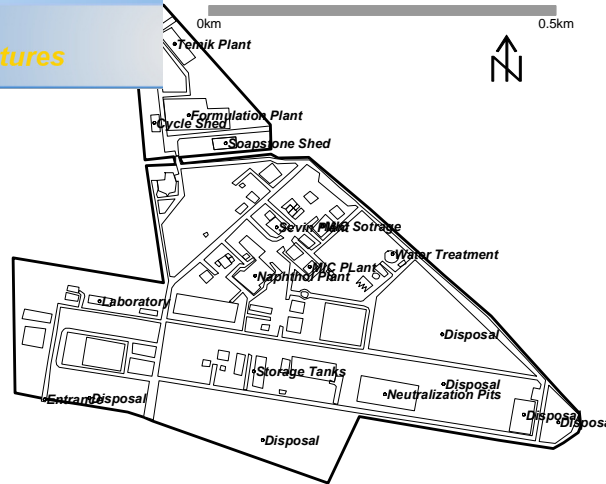 0km 0.5km
tures
Temik Plant
Formulation Plant
Cycle Shed
Soapstone Shed
N
Sevin Plant
MIC Sotrage
Water Treatment
MIC PLant
Naphthol Plant
Laboratory
Disposal
Storage Tanks
Disposal
Neutralization Pits
Entrance
Disposal
Disposal
Disposal
Disposal